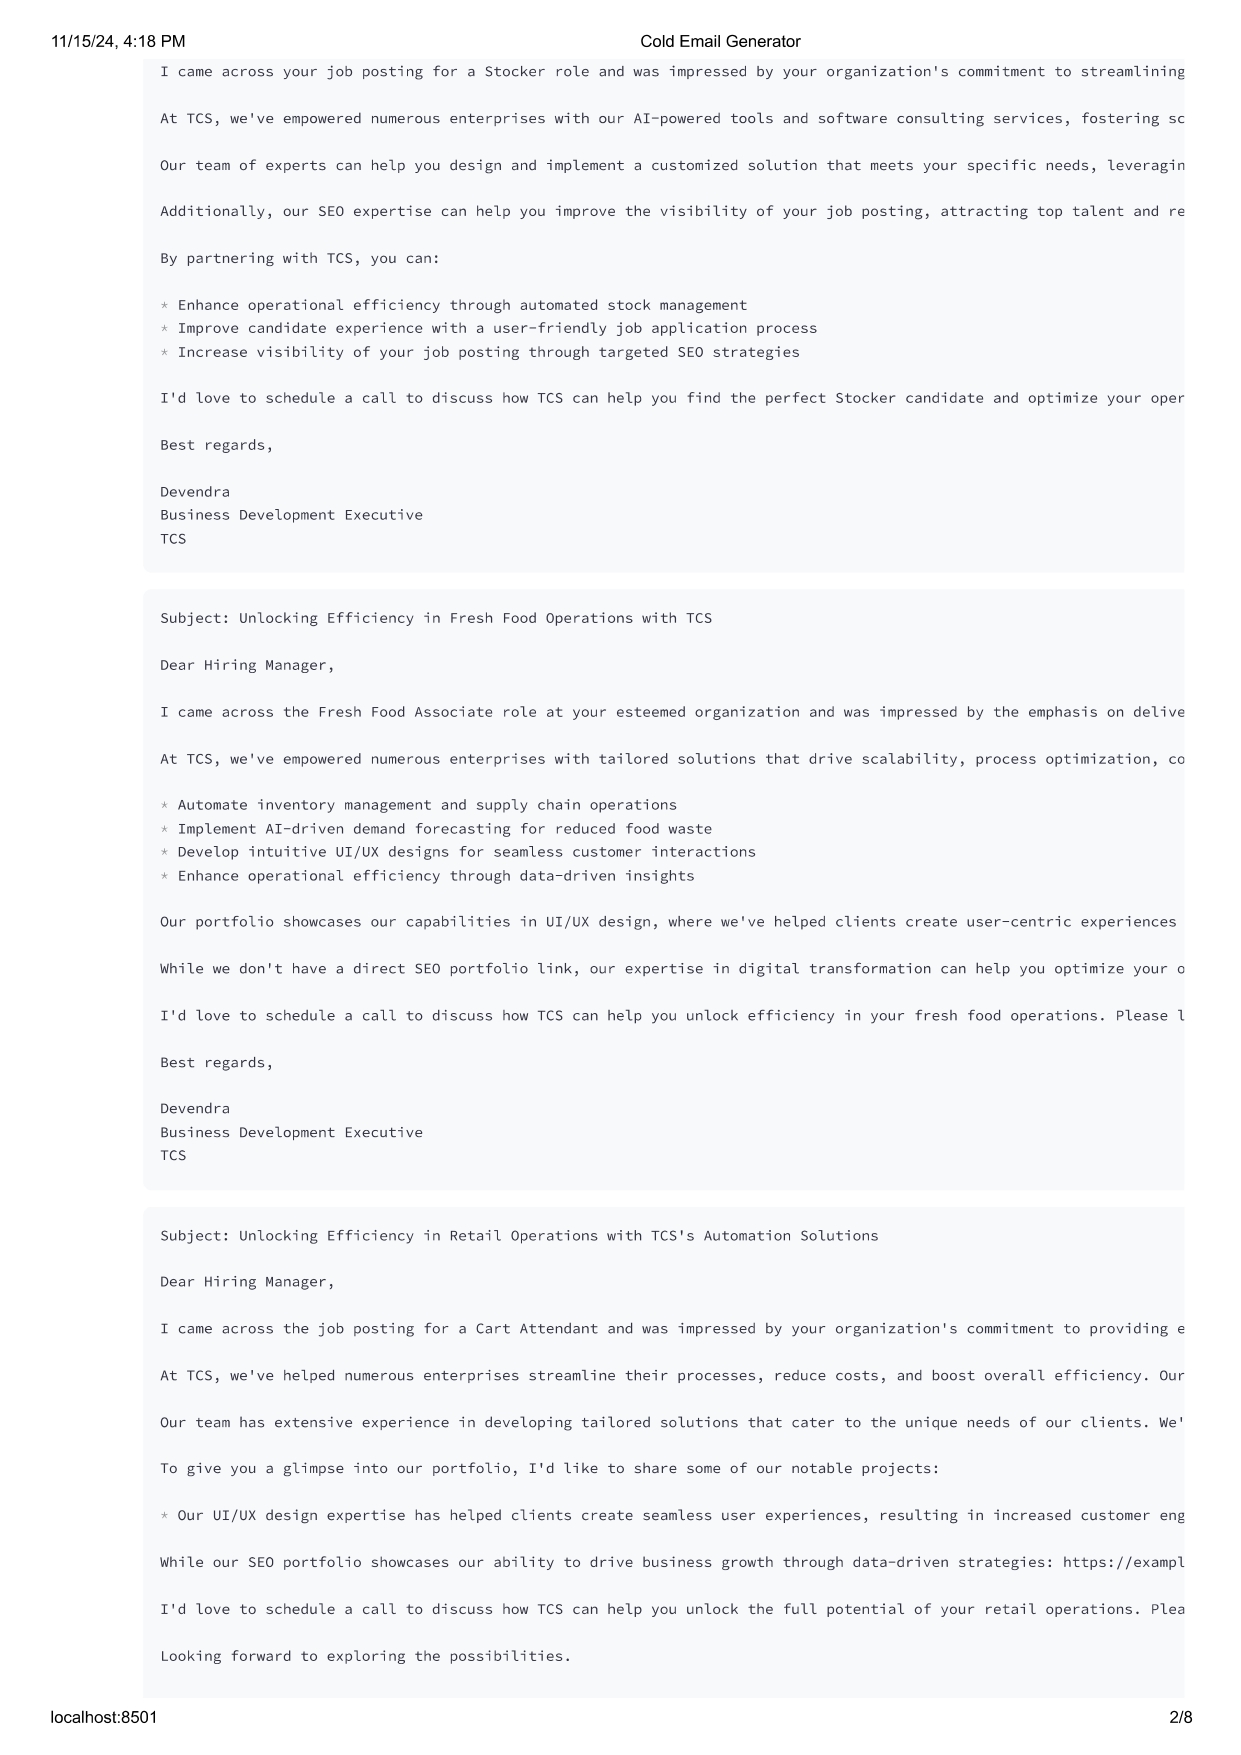 11/15/24, 4:18 PM
Cold Email Generator
I came across your job posting for a Stocker role and was impressed by your organization's commitment to streamlining
At TCS, we've empowered numerous enterprises with our AI-powered tools and software consulting services, fostering sc
Our team of experts can help you design and implement a customized solution that meets your specific needs, leveragin
Additionally, our SEO expertise can help you improve the visibility of your job posting, attracting top talent and re
By partnering with TCS, you can:
* Enhance operational efficiency through automated stock management
* Improve candidate experience with a user-friendly job application process
* Increase visibility of your job posting through targeted SEO strategies
I'd love to schedule a call to discuss how TCS can help you find the perfect Stocker candidate and optimize your oper
Best regards,
Devendra
Business Development Executive
TCS
Subject: Unlocking Efficiency in Fresh Food Operations with TCS
Dear Hiring Manager,
I came across the Fresh Food Associate role at your esteemed organization and was impressed by the emphasis on delive
At TCS, we've empowered numerous enterprises with tailored solutions that drive scalability, process optimization, co
* Automate inventory management and supply chain operations
* Implement AI-driven demand forecasting for reduced food waste
* Develop intuitive UI/UX designs for seamless customer interactions
* Enhance operational efficiency through data-driven insights
Our portfolio showcases our capabilities in UI/UX design, where we've helped clients create user-centric experiences
While we don't have a direct SEO portfolio link, our expertise in digital transformation can help you optimize your o
I'd love to schedule a call to discuss how TCS can help you unlock efficiency in your fresh food operations. Please l
Best regards,
Devendra
Business Development Executive
TCS
Subject: Unlocking Efficiency in Retail Operations with TCS's Automation Solutions
Dear Hiring Manager,
I came across the job posting for a Cart Attendant and was impressed by your organization's commitment to providing e
At TCS, we've helped numerous enterprises streamline their processes, reduce costs, and boost overall efficiency. Our
Our team has extensive experience in developing tailored solutions that cater to the unique needs of our clients. We'
To give you a glimpse into our portfolio, I'd like to share some of our notable projects:
* Our UI/UX design expertise has helped clients create seamless user experiences, resulting in increased customer eng
While our SEO portfolio showcases our ability to drive business growth through data-driven strategies: https://exampl
I'd love to schedule a call to discuss how TCS can help you unlock the full potential of your retail operations. Plea
Looking forward to exploring the possibilities.
localhost:8501
2/8